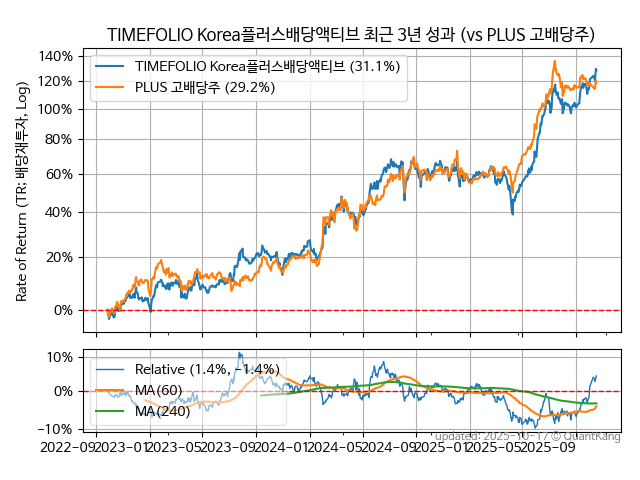 TIMEFOLIO Korea플러스배당액티브 최근 3년 성과 (vs PLUS 고배당주)
Rate of Return (TR: 배당재투자, Log)
140%
120%
100%
80%
60%
40%
20%
0%
TIMEFOLIO Korea플러스배당액티브 (31.1%)
PLUS 고배당주 (29.2%)
10%
0%
−10%
Relative (1.4%, −1.4%)
MA(60)
MA(240)
2022-09 2023-01 2023-05 2023-09 2024-01 2024-05 2024-09 2025-01 2025-05 2025-09
updated: 2025-10-17 © QuantKang